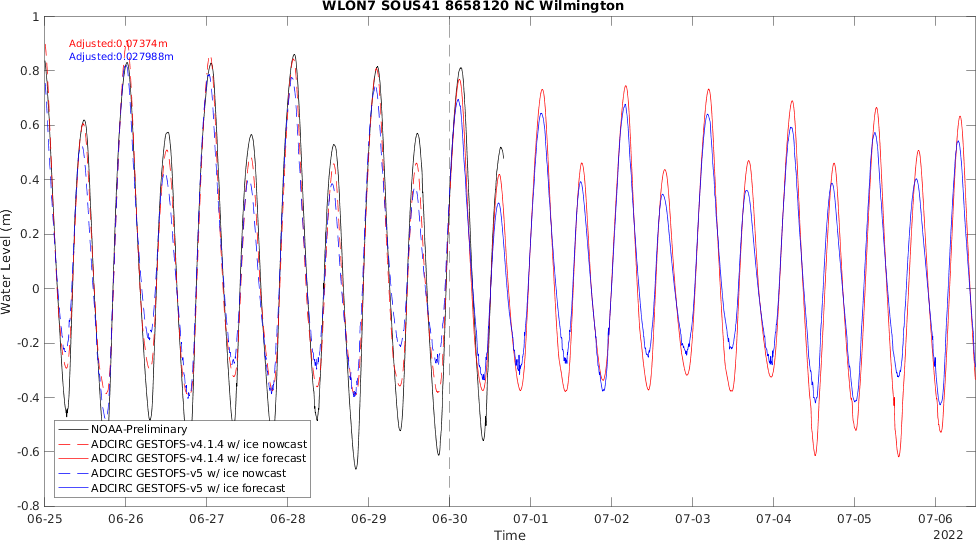 WLON7 SOUS41 8658120 NC Wilmington
Adjusted:0.07374m
Adjusted:0.027988m
Water Level (m)
1
0.8
0.6
0.4
0.2
0
-0.2
-0.4
-0.6
-0.8
NOAA-Preliminary
ADCIRC GESTOFS-v4.1.4 w/ ice nowcast
ADCIRC GESTOFS-v4.1.4 w/ ice forecast
ADCIRC GESTOFS-v5 w/ ice nowcast
ADCIRC GESTOFS-v5 w/ ice forecast
06-25 06-26 06-27 06-28 06-29 06-30 07-01 07-02 07-03 07-04 07-05 07-06
Time
2022